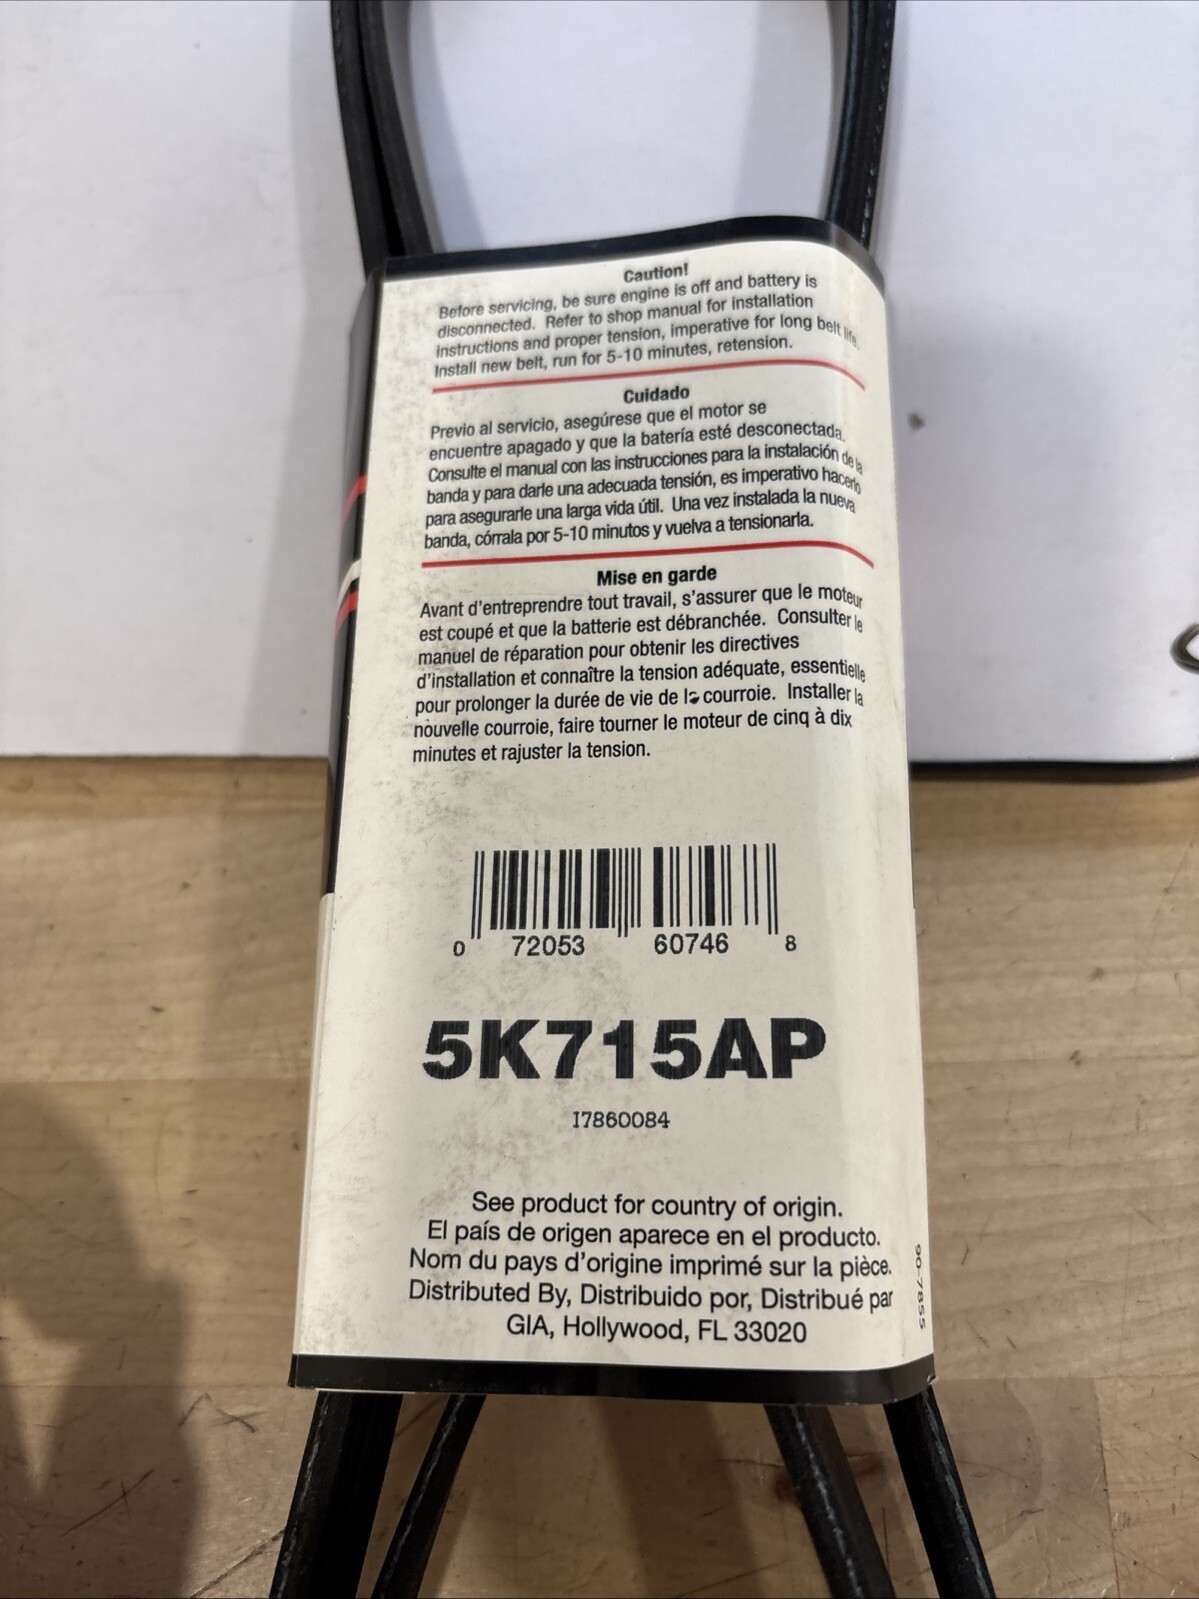 Caution!
Before servicing, be sure engine is off and battery is
disconnected. Refer to shop manual for installation
instructions and proper tension, imperative for long belt life.
Install new belt, run for 5-10 minutes, retension.
Cuidado
Previo al servicio, asegúrese que el motor se
encuentre apagado y que la batería esté desconectada.
Consulte el manual con las instrucciones para la instalación de la
banda y para darle una adecuada tensión, es imperativo hacerlo
para asegurarle una larga vida útil. Una vez instalada la nueva
banda, córrala por 5-10 minutos y vuelva a tensionarla.
Mise en garde
Avant d'entreprendre tout travail, s'assurer que le moteur
est coupé et que la batterie est débranchée. Consulter le
manuel de réparation pour obtenir les directives
d'installation et connaître la tension adéquate, essentielle
pour prolonger la durée de vie de la courroie. Installer la
nouvelle courroie, faire tourner le moteur de cinq à dix
minutes et rajuster la tension.
0 72053 60746 8
5K715AP
I7860084
See product for country of origin.
El país de origen aparece en el producto.
Nom du pays d'origine imprimé sur la pièce.
Distributed By, Distribuido por, Distribué par
GIA, Hollywood, FL 33020
90-7855